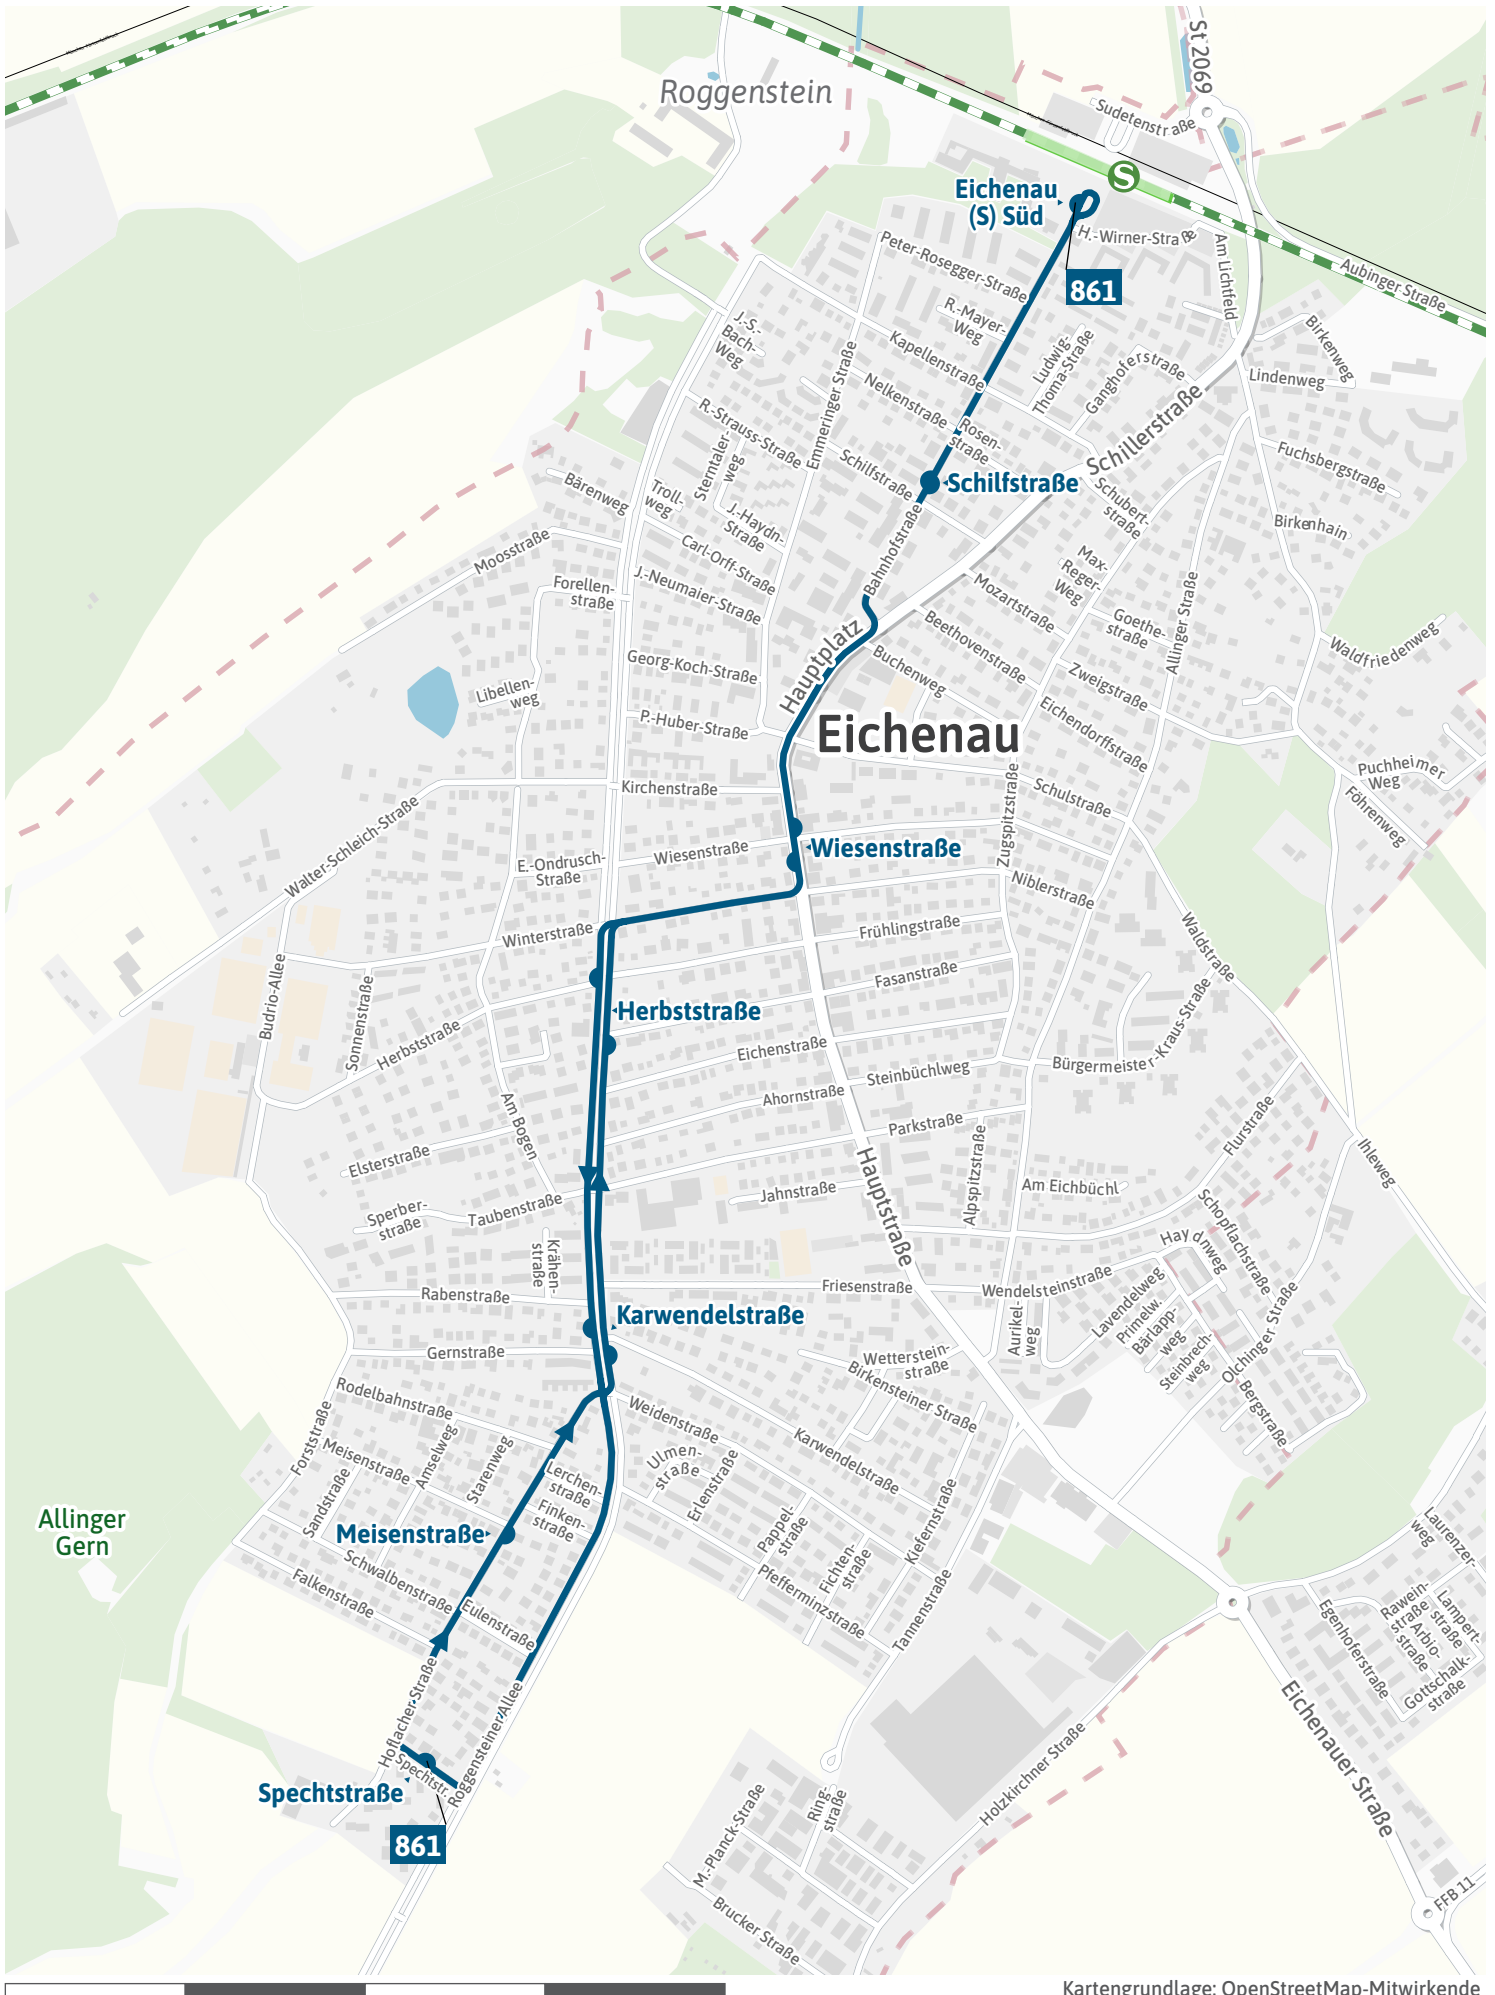 St 2069
Roggenstein
Sudetenstraße
S
Eichenau
(S) Süd
H.-Wirner-Straße
Am Lichtfeld
Aubinger Straße
Peter-Rosegger-Straße
861
R.-Mayer-
Weg
J.-S.-
Bach-
Weg
Kapellenstraße
Ludwig-
Thoma-Straße
Ganghoferstraße
Birkenweg
Lindenweg
Emmeringer Straße
Nelkenstraße
Rosen-
straße
Schillerstraße
R.-Strauss-Straße
Sterntaler-
weg
Schilfstraße
Schilfstraße
Fuchsbergstraße
Bärenweg
Troll-
weg
J.-Haydn-
Straße
Schubert-
straße
Birkenhain
Moosstraße
Carl-Orff-Straße
Bahnhofstraße
Max-
Reger-
Weg
Forellen-
straße
J.-Neumaier-Straße
Mozartstraße
Goethe-
straße
Allinger Straße
Beethovenstraße
Waldfriedenweg
Georg-Koch-Straße
Hauptplatz
Buchenweg
Zweigstraße
Libellen-
weg
Eichendorffstraße
P.-Huber-Straße
Eichenau
Puchheimer
Weg
Kirchenstraße
Zugspitzstraße
Schulstraße
Föhrenweg
Walter-Schleich-Straße
E.-Ondrusch-
Straße
Wiesenstraße
Wiesenstraße
Niblerstraße
Winterstraße
Frühlingstraße
Waldstraße
Budrio-Allee
Sonnenstraße
Fasanstraße
Herbststraße
Herbststraße
Eichenstraße
Steinbüchlweg
Bürgermeister-Kraus-Straße
Am Bogen
Ahornstraße
Parkstraße
Flurstraße
Elsterstraße
Hauptstraße
Alpspitzstraße
Ihleweg
Jahnstraße
Am Eichbüchl
Sperber-
straße
Taubenstraße
Schopflachstraße
Krähen-
straße
Haydnweg
Rabenstraße
Friesenstraße
Wendelsteinstraße
Karwendelstraße
Aurikel-
weg
Lavendelweg
Primelw.
Bärlapp-
weg
Steinbrech-
weg
Olchinger Straße
Gernstraße
Wetterstein-
straße
Birkensteiner Straße
Bergstraße
Rodelbahnstraße
Weidenstraße
Karwendelstraße
Forststraße
Meisenstraße
Amselweg
Starenweg
Ulmen-
straße
Erlenstraße
Lerchen-
straße
Sandstraße
Finken-
straße
Pappel-
straße
Kiefernstraße
Allinger
Gern
Meisenstraße
Laurenzer-
weg
Schwalbenstraße
Fichten-
straße
Falkenstraße
Eulenstraße
Pfefferminzstraße
Tannenstraße
Rawein-
straße
Lampert-
straße
Arbio-
straße
Egenhoferstraße
Gottschalk-
straße
Hoflacher Straße
Roggensteiner Allee
Eichenauer Straße
Spechtstr.
Spechtstraße
861
Holzkirchner Straße
Ring-
straße
M.-Planck-Straße
Brucker Straße
FFB 11
Kartengrundlage: OpenStreetMap-Mitwirkende